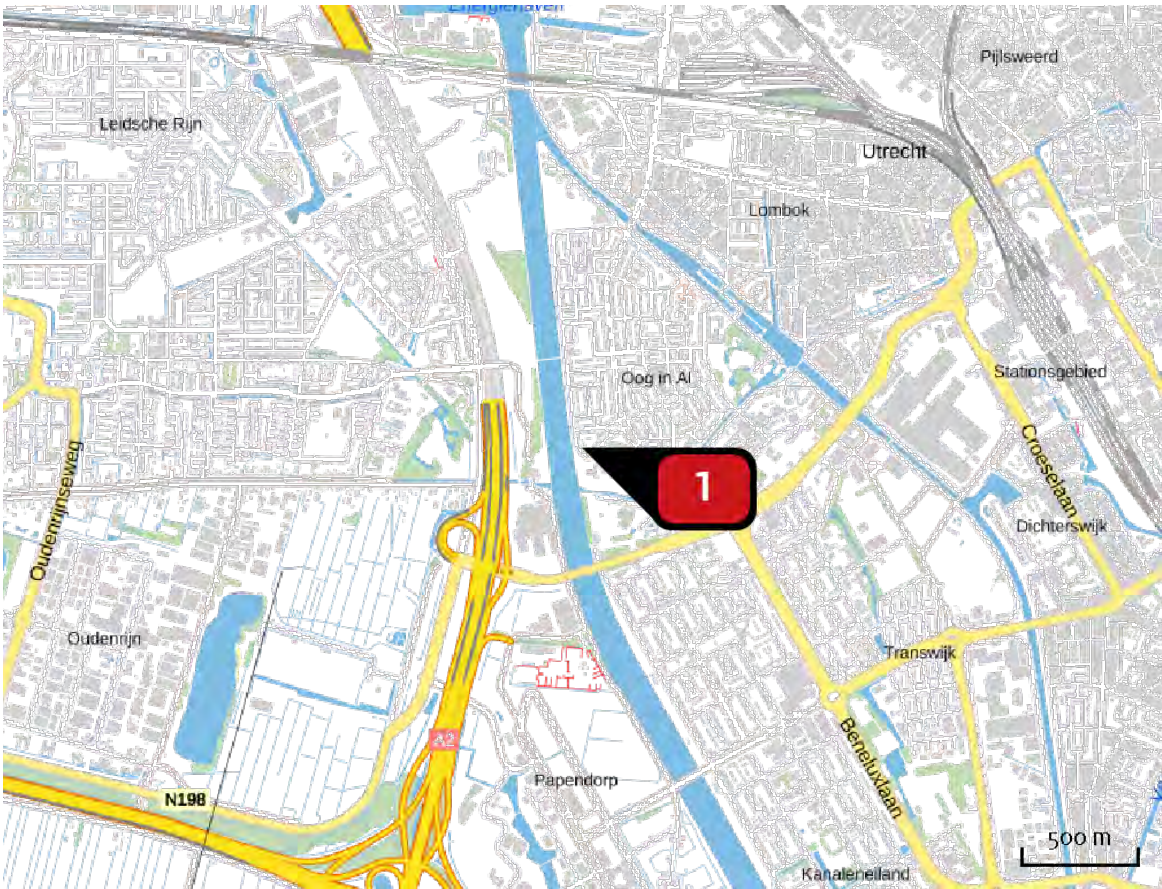 Energiehaven
Pijlsweerd
Leidsche Rijn
Utrecht
Lombok
Oog in Al
Stationsgebied
Croeselaan
Oudenrijnseweg
1
Dichterswijk
Oudenrijn
Transwijk
A2
Beneluxlaan
Papendorp
N198
500 m
Kanaleneiland